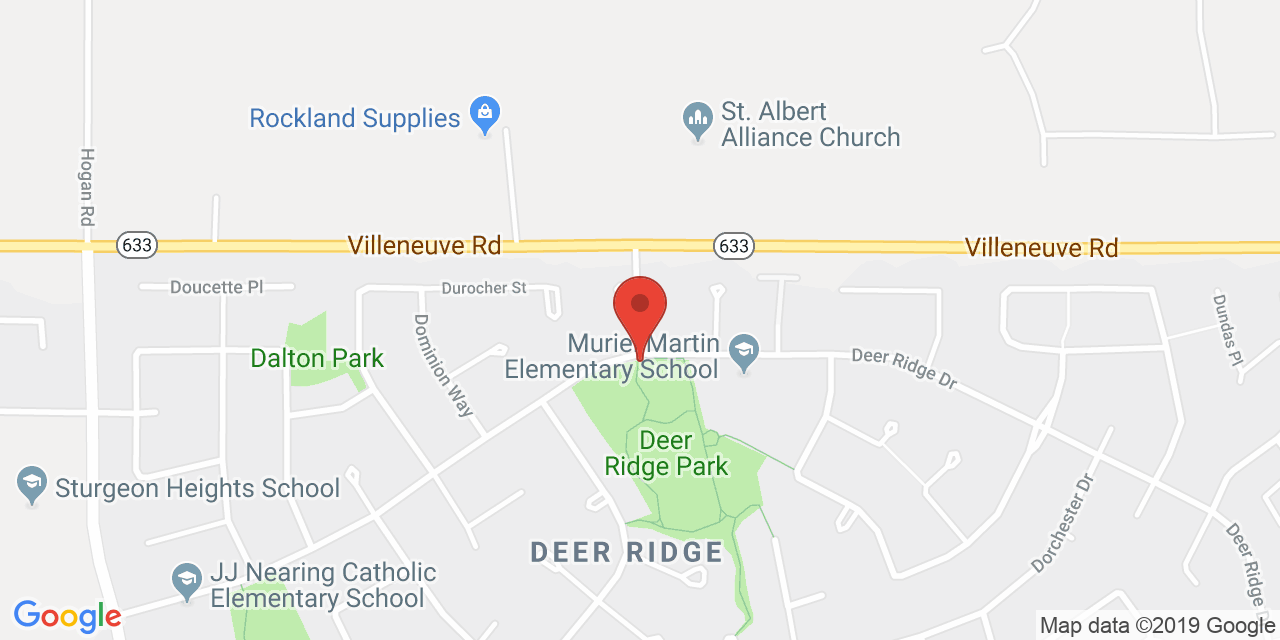 Rockland Supplies
St. Albert
Alliance Church
Hogan Rd
633
Villeneuve Rd
633
Villeneuve Rd
Doucette Pl
Durocher St
Dundas Pl
Dominion Way
Muriel Martin
Elementary School
Dalton Park
Deer Ridge Dr
Deer
Ridge Park
Sturgeon Heights School
Dorchester Dr
DEER RIDGE
Deer Ridge D
JJ Nearing Catholic
Elementary School
Google
Map data ©2019 Google